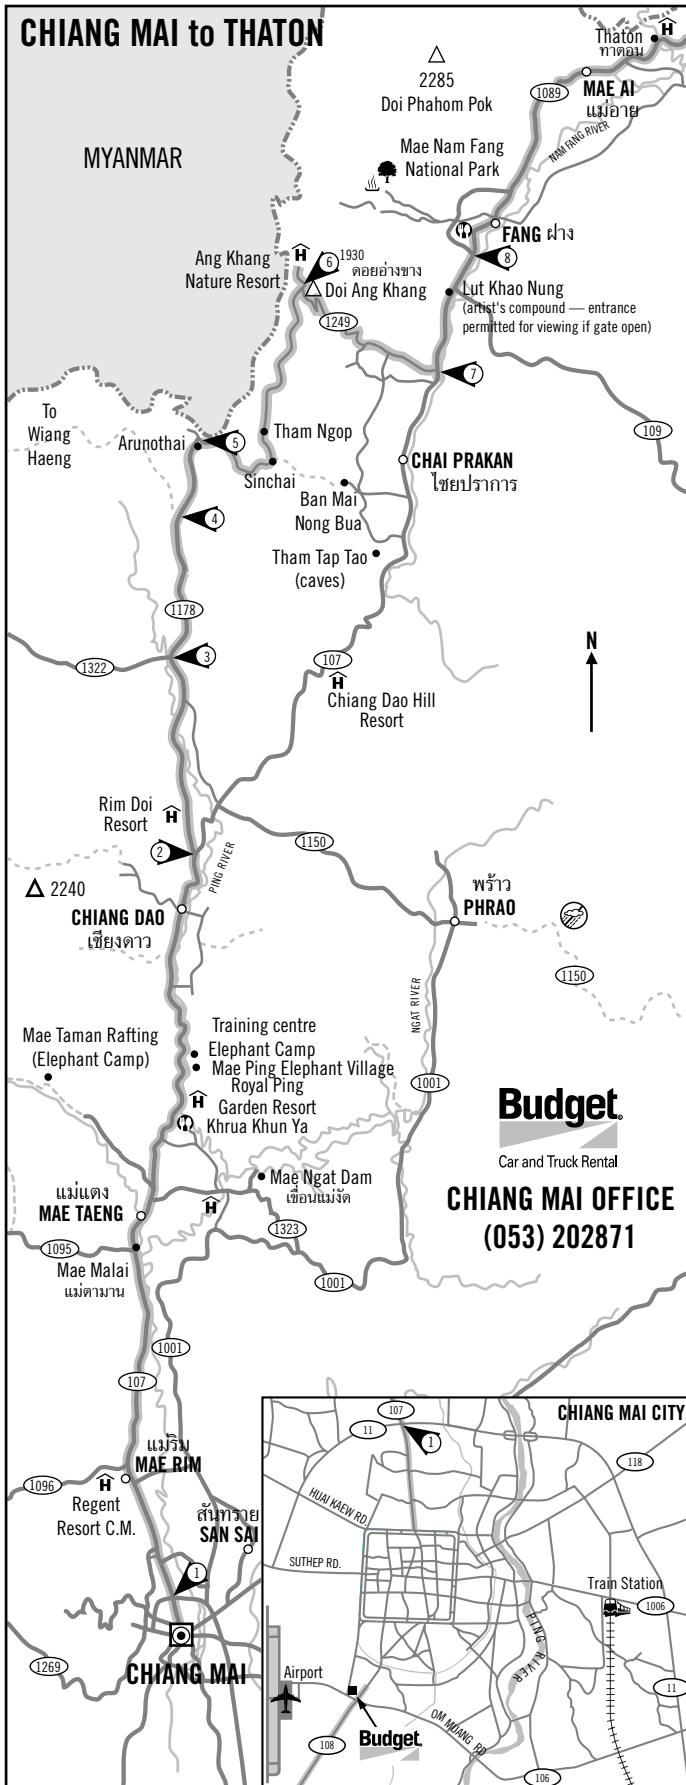 CHIANG MAI to THATON
Thaton
ทาตอน
2285
Doi Phahom Pok
MAE AI
แม่อาย
1089
NAM FANG RIVER
MYANMAR
Mae Nam Fang
National Park
FANG ฝาง
8
Ang Khang
Nature Resort
6
1930
ดอยอ่างขาง
Doi Ang Khang
Lut Khao Nung
(artist's compound — entrance
permitted for viewing if gate open)
1249
7
To
Wiang
Haeng
Arunothai
5
Tham Ngop
109
Sinchai
CHAI PRAKAN
ไชยปราการ
Ban Mai
Nong Bua
4
Tham Tap Tao
(caves)
1178
N
3
1322
107
Chiang Dao Hill
Resort
Rim Doi
Resort
2
1150
PING RIVER
2240
พร้าว
PHRAO
CHIANG DAO
เชียงดาว
1150
NGAT RIVER
Mae Taman Rafting
(Elephant Camp)
Training centre
Elephant Camp
Mae Ping Elephant Village
Royal Ping
Garden Resort
Khrua Khun Ya
1001
Budget
Car and Truck Rental
Mae Ngat Dam
เขื่อนแม่งัด
แม่แตง
MAE TAENG
CHIANG MAI OFFICE
(053) 202871
1323
1095
Mae Malai
แม่ตามาน
1001
1001
107
แม่ริม
MAE RIM
1096
Regent
Resort C.M.
สันทราย
SAN SAI
1
CHIANG MAI
1269
CHIANG MAI CITY
107
11
1
118
HUAI KAEW RD.
SUTHEP RD.
Train Station
1006
PING RIVER
Airport
11
OM MUANG RD
108
Budget
106